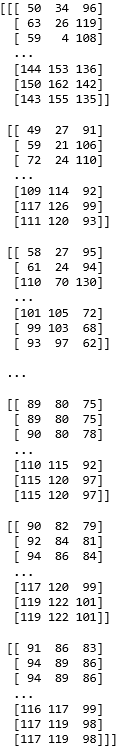 [[[ 50 34 96]
[ 63 26 119]
[ 59 4 108]
...
[144 153 136]
[150 162 142]
[143 155 135]]
[[ 49 27 91]
[ 59 21 106]
[ 72 24 110]
...
[109 114 92]
[117 126 99]
[111 120 93]]
[[ 58 27 95]
[ 61 24 94]
[110 70 130]
...
[101 105 72]
[ 99 103 68]
[ 93 97 62]]
...
[[ 89 80 75]
[ 89 80 75]
[ 90 80 78]
...
[110 115 92]
[115 120 97]
[115 120 97]]
[[ 90 82 79]
[ 92 84 81]
[ 94 86 84]
...
[117 120 99]
[119 122 101]
[119 122 101]]
[[ 91 86 83]
[ 94 89 86]
[ 94 89 86]
...
[116 117 99]
[117 119 98]
[117 119 98]]]